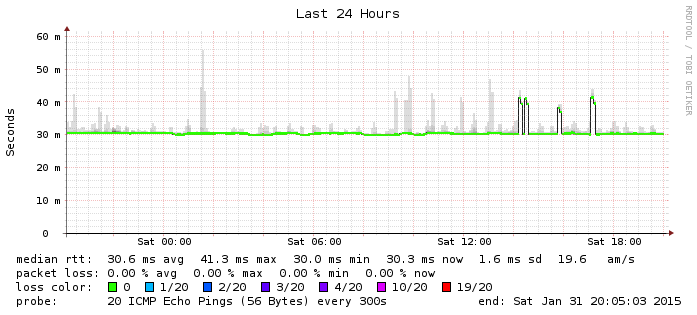 Last 24 Hours
RRDTOOL / TOBI OETIKER
Seconds
60 m
50 m
40 m
30 m
20 m
10 m
0
Sat 00:00 Sat 06:00 Sat 12:00 Sat 18:00
median rtt: 30.6 ms avg 41.3 ms max 30.0 ms min 30.3 ms now 1.6 ms sd 19.6 am/s
packet loss: 0.00 % avg 0.00 % max 0.00 % min 0.00 % now
loss color: 0 1/20 2/20 3/20 4/20 10/20 19/20
probe: 20 ICMP Echo Pings (56 Bytes) every 300s end: Sat Jan 31 20:05:03 2015